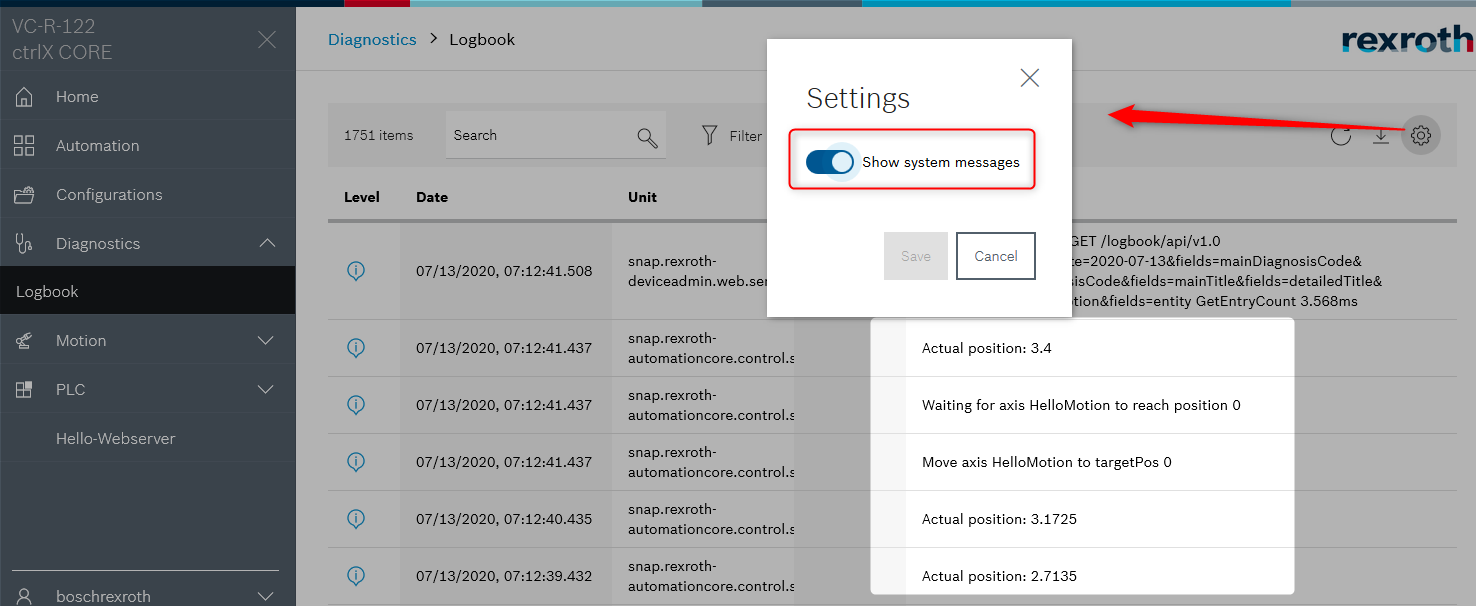 VC-R-122
ctrlX CORE
Home
Automation
Configurations
Diagnostics
Logbook
Motion
PLC
Hello-Webserver
boschrexroth
Diagnostics > Logbook
rexroth
1751 items
Search
Filter
Settings
Show system messages
Save
Cancel
Level Date Unit
07/13/2020, 07:12:41.508
snap.rexroth-
deviceadmin.web.ser
GET /logbook/api/v1.0
te=2020-07-13&fields=mainDiagnosisCode&
isCode&fields=mainTitle&fields=detailedTitle&
tion&fields=entity GetEntryCount 3.568ms
07/13/2020, 07:12:41.437
snap.rexroth-
automationcore.control.s
Actual position: 3.4
07/13/2020, 07:12:41.437
snap.rexroth-
automationcore.control.s
Waiting for axis HelloMotion to reach position 0
07/13/2020, 07:12:41.437
snap.rexroth-
automationcore.control.s
Move axis HelloMotion to targetPos 0
07/13/2020, 07:12:40.435
snap.rexroth-
automationcore.control.s
Actual position: 3.1725
07/13/2020, 07:12:39.432
snap.rexroth-
automationcore.control.s
Actual position: 2.7135